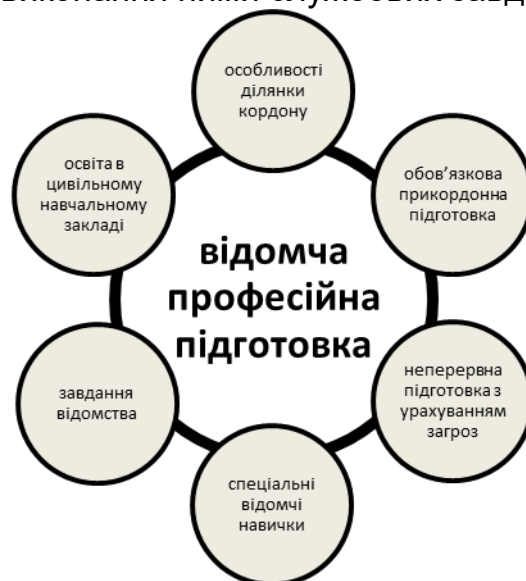 особливості
ділянки
кордону
обов’язкова
прикордонна
підготовка
неперервна
підготовка з
урахуванням
загроз
спеціальні
відомчі
навички
завдання
відомства
освіта в
цивільному
навчальному
закладі
відомча
професійна
підготовка